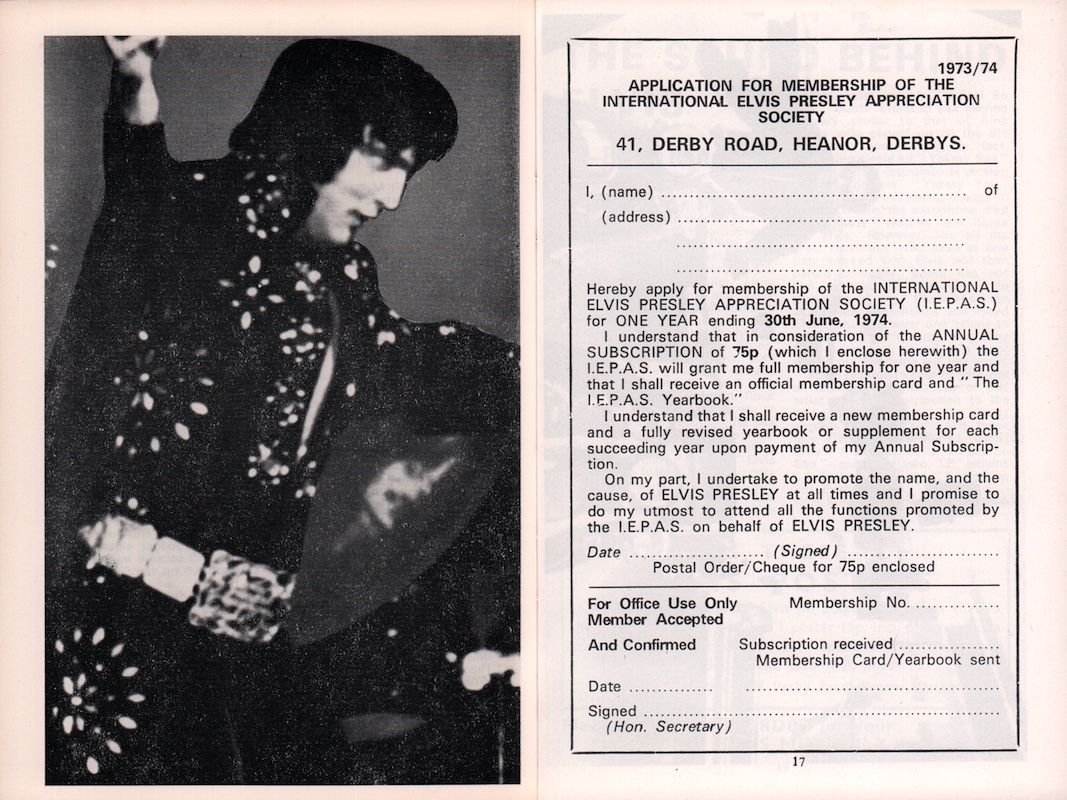 1973/74
APPLICATION FOR MEMBERSHIP OF THE
INTERNATIONAL ELVIS PRESLEY APPRECIATION
SOCIETY
41, DERBY ROAD, HEANOR, DERBYS.
I, (name) ........................................................ of
(address) ....................................................
....................................................
....................................................
Hereby apply for membership of the INTERNATIONAL
ELVIS PRESLEY APPRECIATION SOCIETY (I.E.P.A.S.)
for ONE YEAR ending 30th June, 1974.
I understand that in consideration of the ANNUAL
SUBSCRIPTION of 75p (which I enclose herewith) the
I.E.P.A.S. will grant me full membership for one year and
that I shall receive an official membership card and " The
I.E.P.A.S. Yearbook."
I understand that I shall receive a new membership card
and a fully revised yearbook or supplement for each
succeeding year upon payment of my Annual Subscrip-
tion.
On my part, I undertake to promote the name, and the
cause, of ELVIS PRESLEY at all times and I promise to
do my utmost to attend all the functions promoted by
the I.E.P.A.S. on behalf of ELVIS PRESLEY.
Date ........................ (Signed) ...........................
Postal Order/Cheque for 75p enclosed
For Office Use Only Membership No. ...............
Member Accepted
And Confirmed Subscription received ..................
Membership Card/Yearbook sent
Date ............... .............................................
Signed ................................................................
(Hon. Secretary)
17